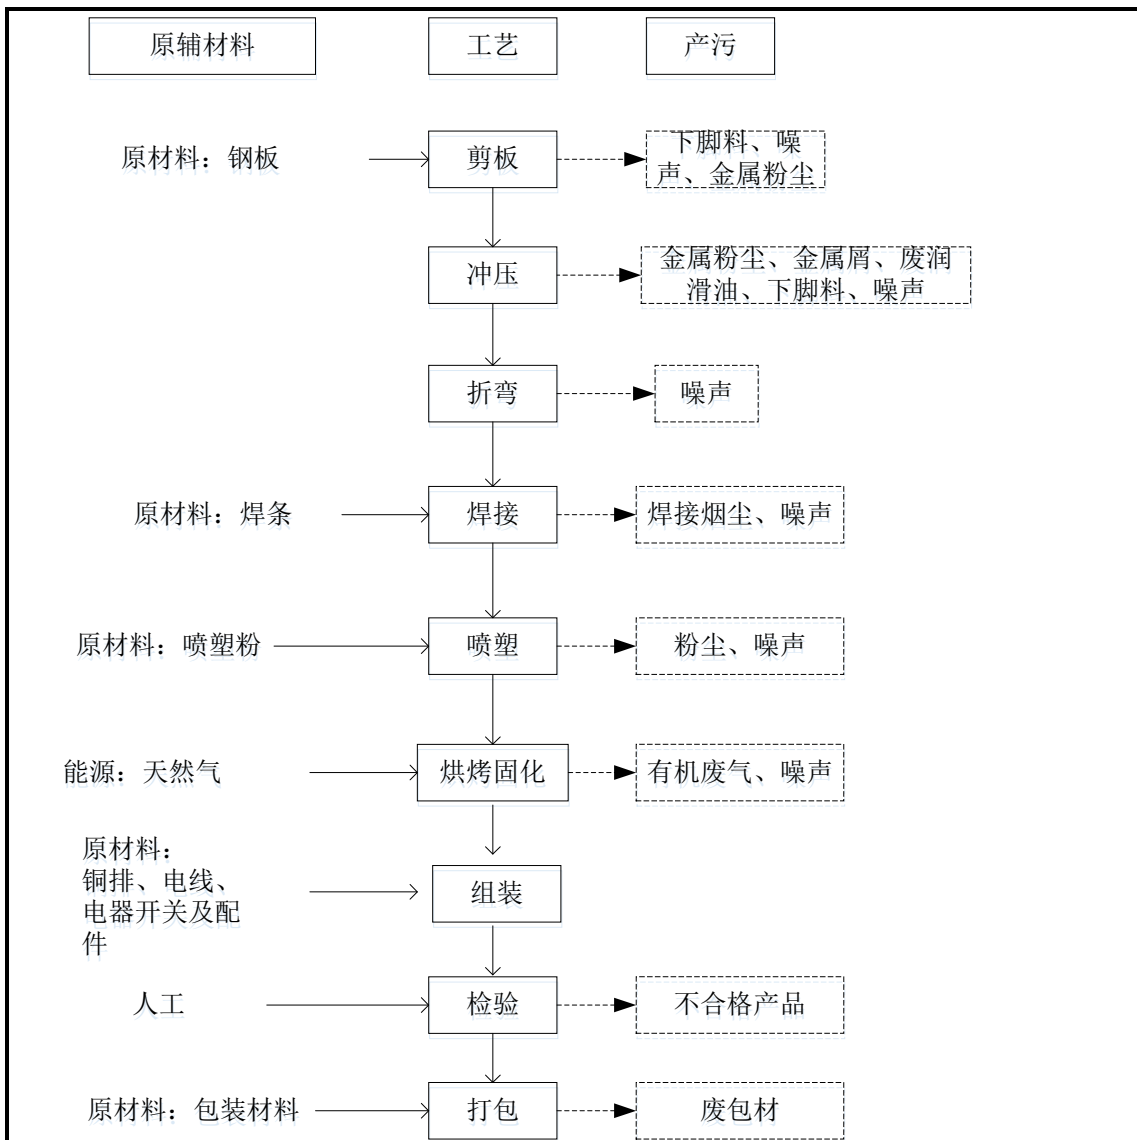 原辅材料
工艺
产污
原材料：钢板
剪板
下脚料、噪
声、金属粉尘
冲压
金属粉尘、金属屑、废润
滑油、下脚料、噪声
折弯
噪声
原材料：焊条
焊接
焊接烟尘、噪声
原材料：喷塑粉
喷塑
粉尘、噪声
能源：天然气
烘烤固化
有机废气、噪声
原材料：
铜排、电线、
电器开关及配
件
组装
人工
检验
不合格产品
原材料：包装材料
打包
废包材